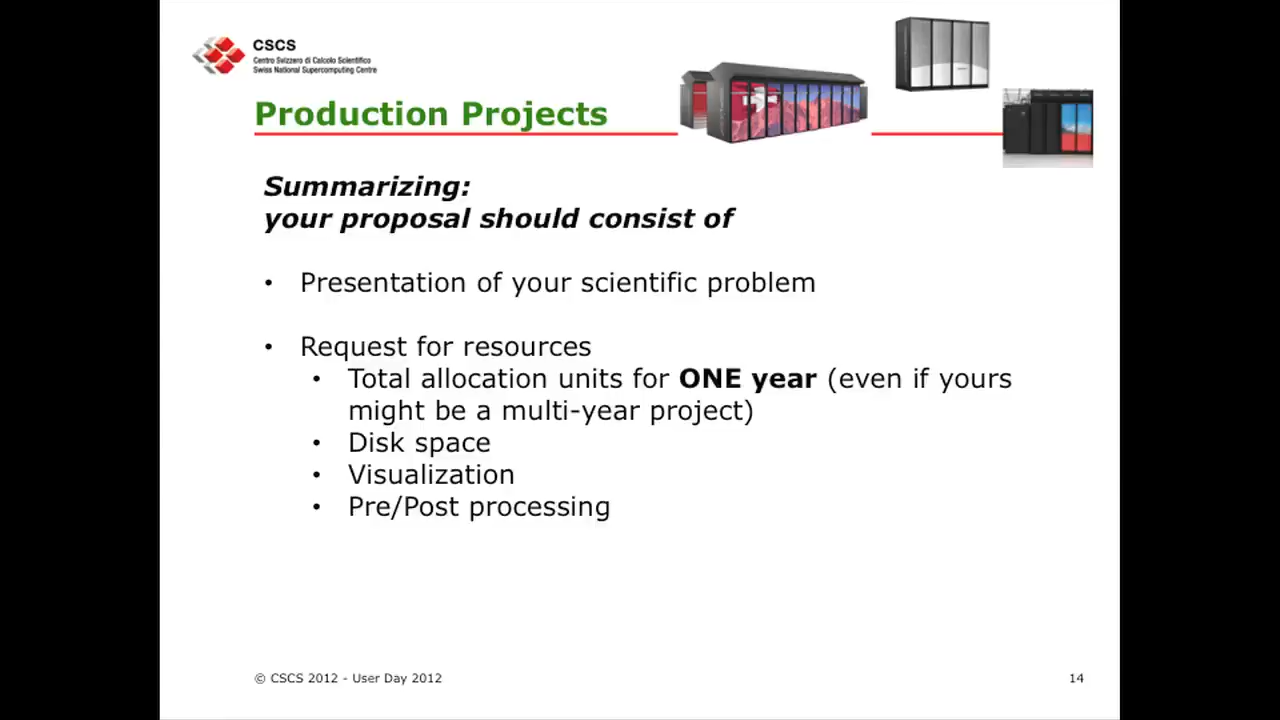 CSCS
Centro Svizzero di Calcolo Scientifico
Swiss National Supercomputing Centre
Production Projects
Summarizing:
your proposal should consist of
• Presentation of your scientific problem
• Request for resources
• Total allocation units for ONE year (even if yours
might be a multi-year project)
• Disk space
• Visualization
• Pre/Post processing
© CSCS 2012 - User Day 2012
14